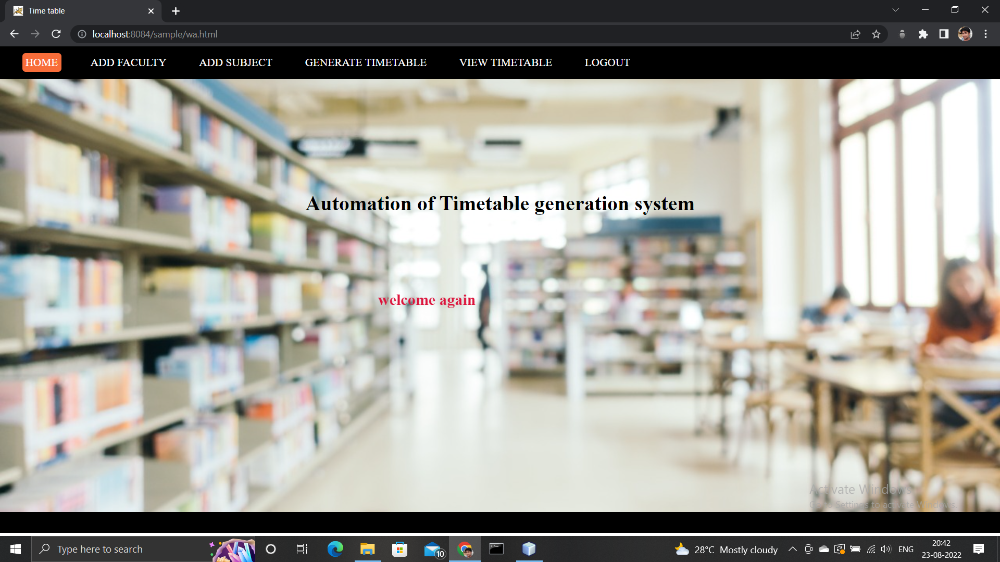 Time table
localhost:8084/sample/wa.html
HOME ADD FACULTY ADD SUBJECT GENERATE TIMETABLE VIEW TIMETABLE LOGOUT
Automation of Timetable generation system
welcome again
Activate Windows
Go to Settings to activate Windows.
Type here to search
10
28°C Mostly cloudy
ENG
20:42
23-08-2022